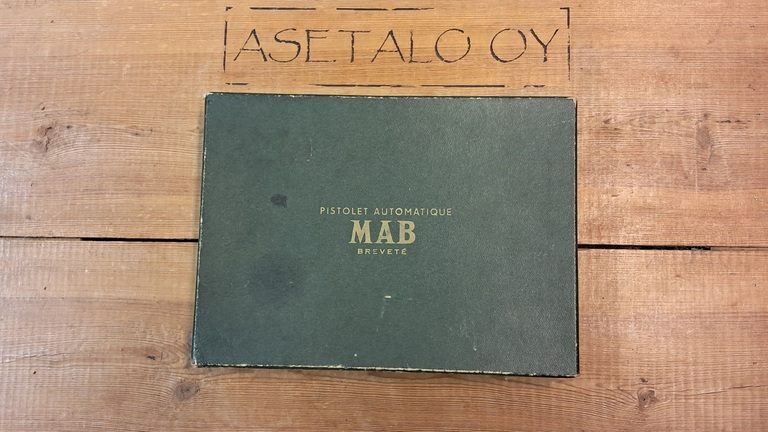 ASETALO OY
PISTOLET AUTOMATIQUE
MAB
BREVETÉ